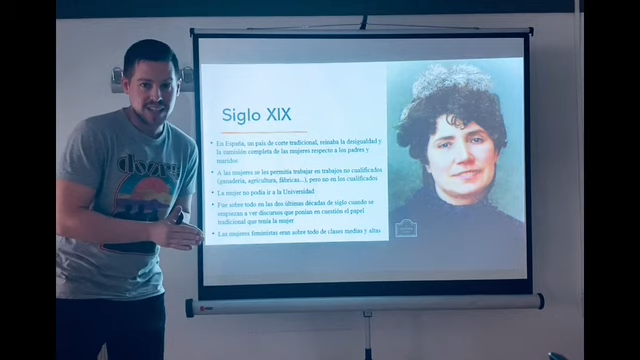 the
doors
Siglo XIX
• En España, un país de corte tradicional, reinaba la desigualdad y
la sumisión completa de las mujeres respecto a los padres y
maridos
• A las mujeres se les permitía trabajar en trabajos no cualificados
(ganadería, agricultura, fábricas...), pero no en los cualificados
• La mujer no podía ir a la Universidad
• Fue sobre todo en las dos últimas décadas de siglo cuando se
empiezan a ver discursos que ponían en cuestión el papel
tradicional que tenía la mujer
• Las mujeres feministas eran sobre todo de clases medias y altas